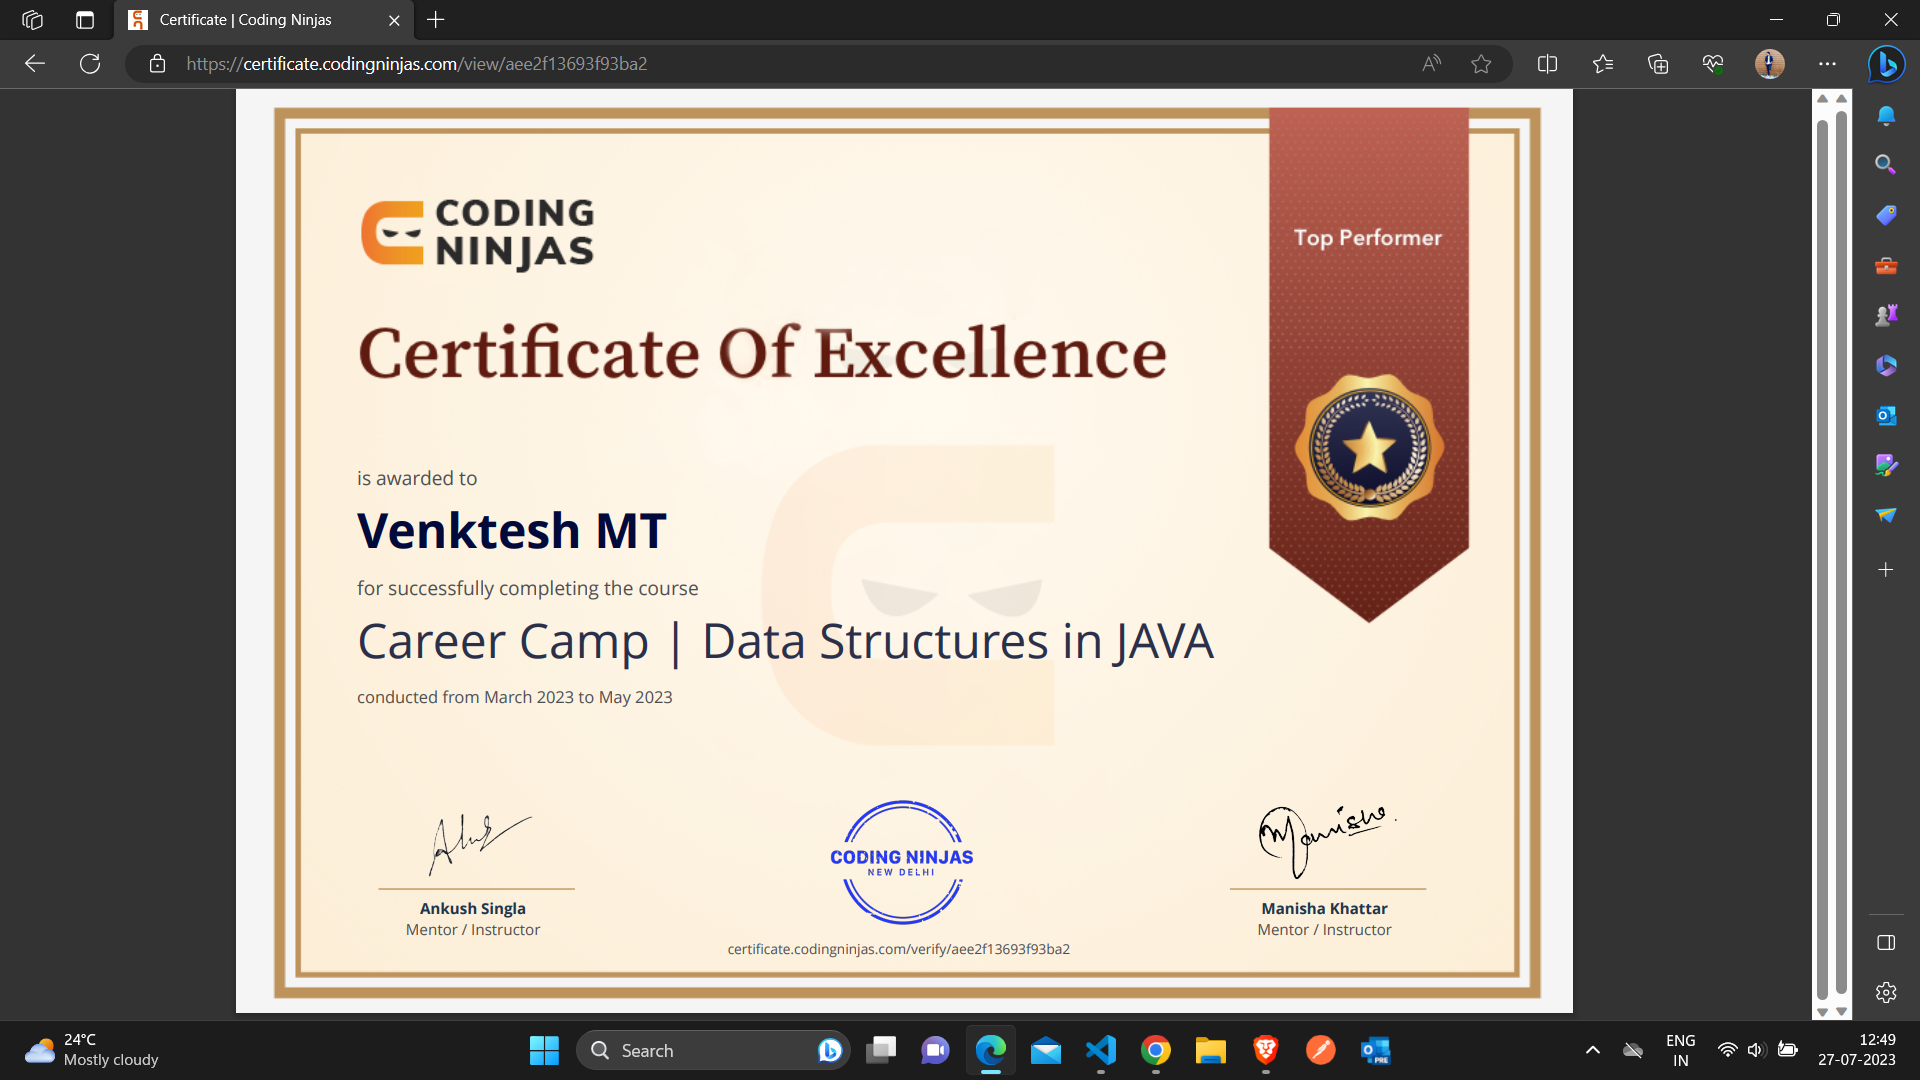 Certificate | Coding Ninjas
https://certificate.codingninjas.com/view/aee2f13693f93ba2
CODING
NINJAS
Top Performer
Certificate Of Excellence
is awarded to
Venktesh MT
for successfully completing the course
Career Camp | Data Structures in JAVA
conducted from March 2023 to May 2023
Manisha.
CODING NINJAS
NEW DELHI
Ankush Singla
Mentor / Instructor
Manisha Khattar
Mentor / Instructor
certificate.codingninjas.com/verify/aee2f13693f93ba2
24°C
Mostly cloudy
Search
PRE
ENG
IN
12:49
27-07-2023